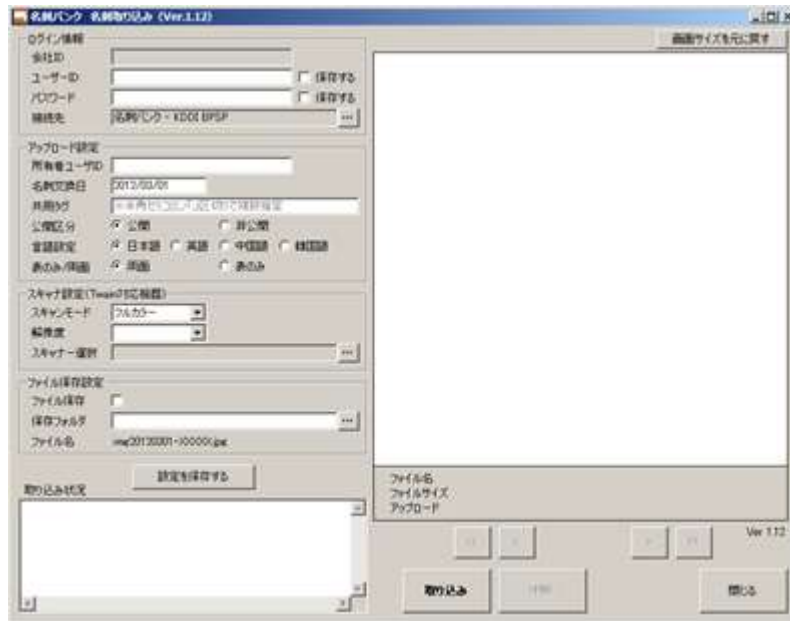 名刺バンク 名刺取り込み (Ver.1.12)
ログイン情報
会社ID
ユーザーID
保存する
パスワード
保存する
接続先
名刺バンク - KDDI BPSP
...
アップロード設定
所有者ユーザID
名刺交換日
2013/03/01
共用タグ
公開区分
公開
非公開
言語設定
日本語
英語
中国語
韓国語
表のみ/両面
両面
表のみ
スキャナ設定(Twain対応機器)
スキャンモード
フルカラー
解像度
スキャナー選択
...
ファイル保存設定
ファイル保存
保存フォルダ
...
ファイル名
設定を保存する
取り込み状況
画面サイズを元に戻す
ファイル名
ファイルサイズ
アップロード
Ver 1.12
取り込み
閉じる